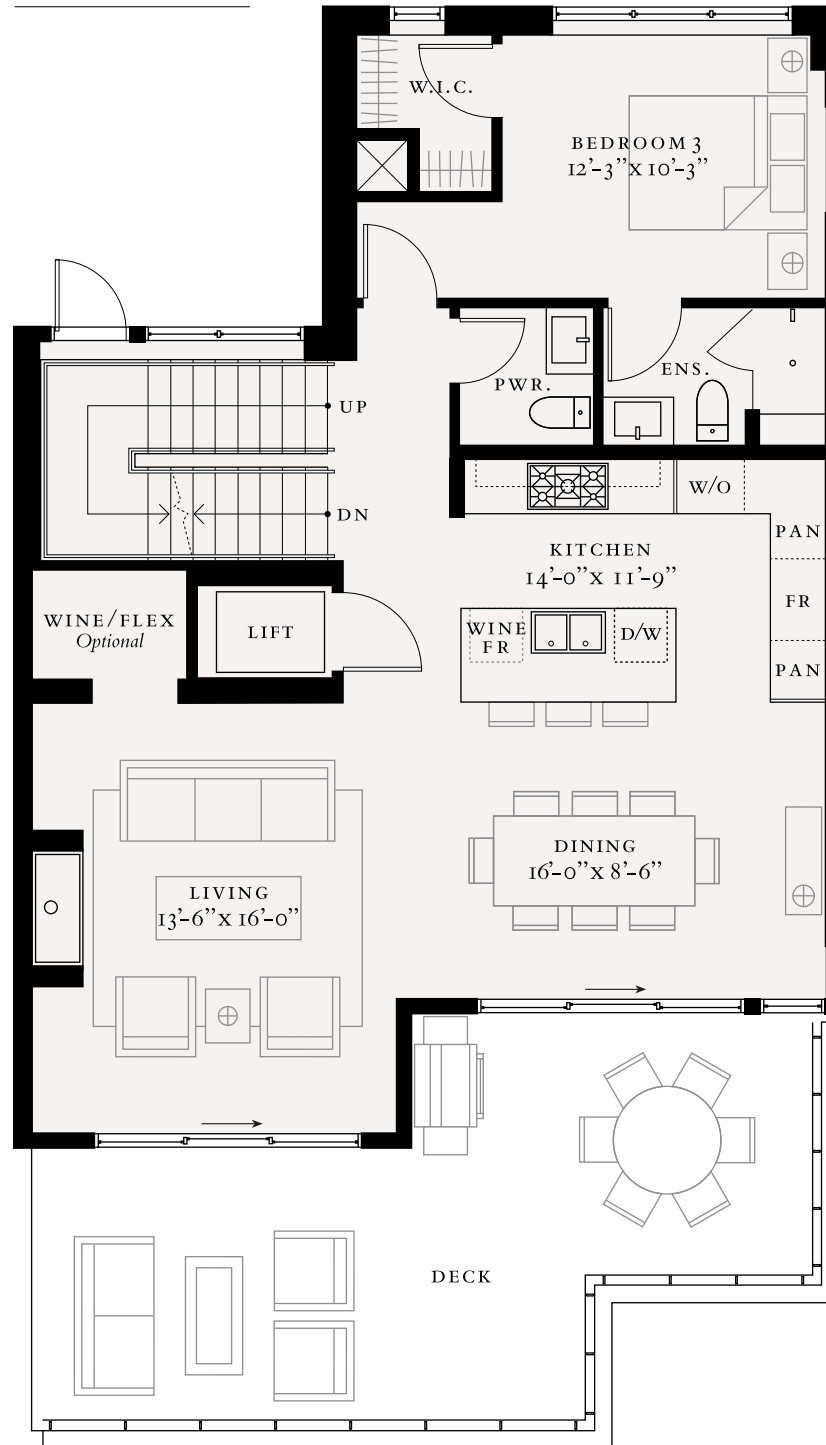 W.I.C.
BEDROOM 3
12’-3” X 10’-3”
ENS.
PWR.
UP
DN
W/O
PAN
KITCHEN
14’-0” X 11’-9”
FR
WINE/FLEX
Optional
LIFT
WINE
FR
D/W
PAN
DINING
16’-0” X 8’-6”
LIVING
13’-6” X 16’-0”
DECK